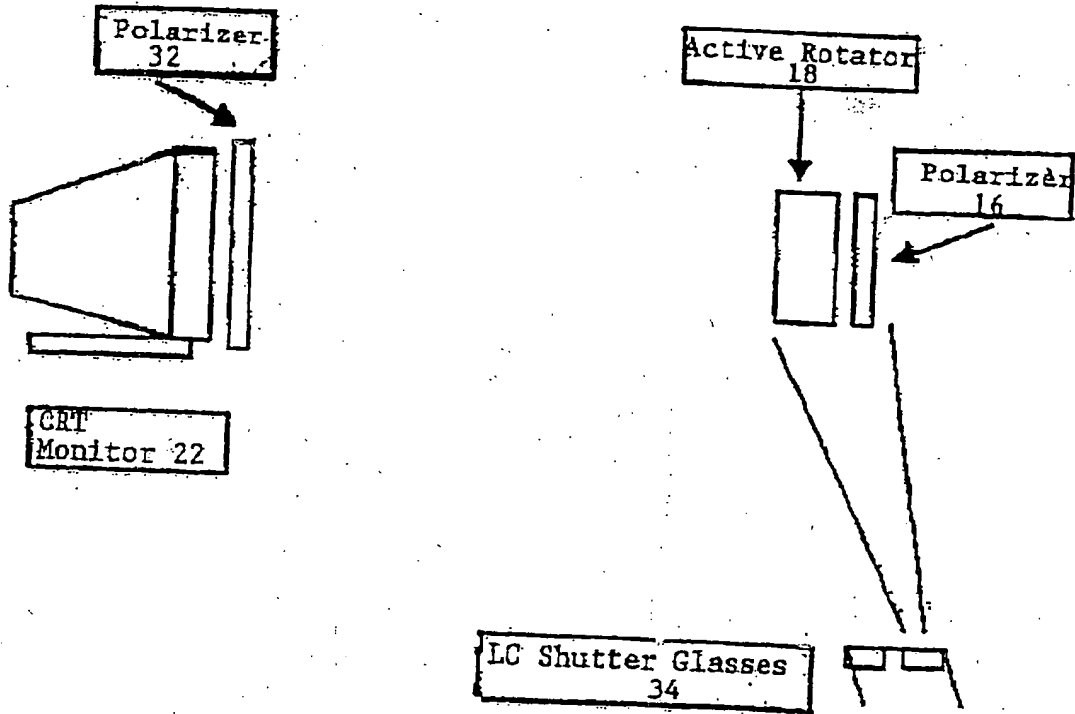 Polarizer
32
Active Rotator
18
Polarizer
16
CRT
Monitor 22
LC Shutter Glasses
34